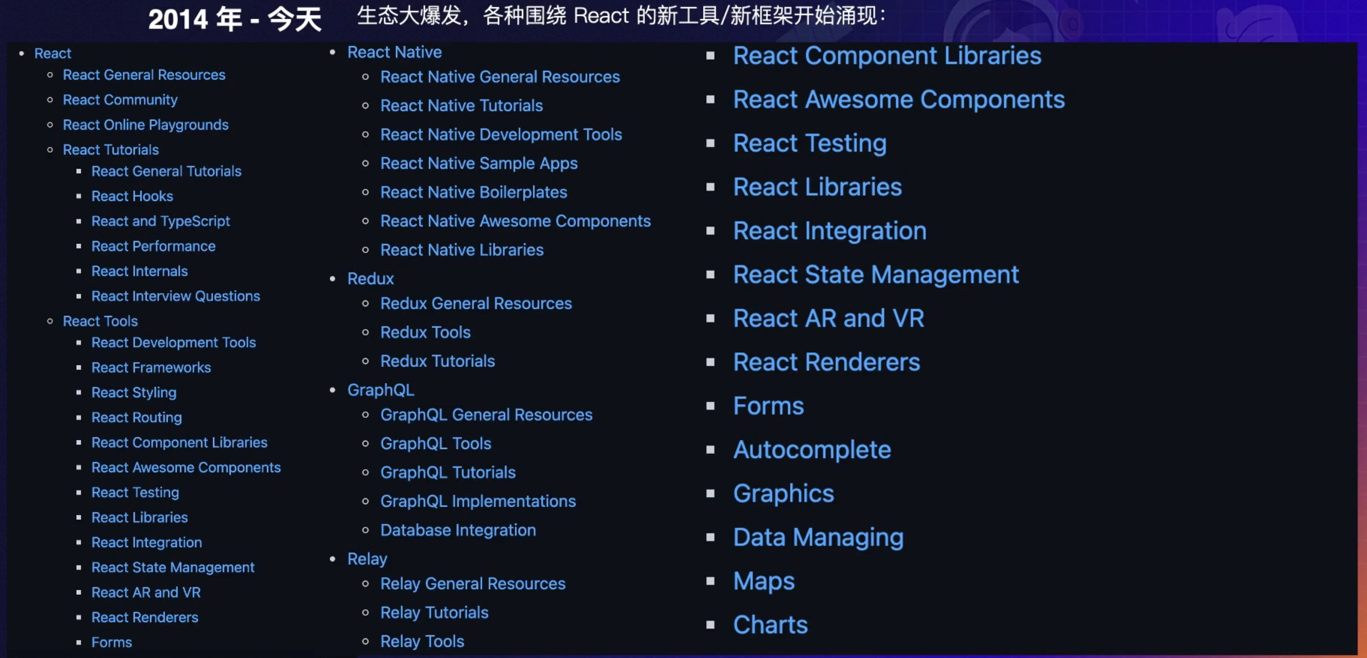 2014 年 - 今天
生态大爆发，各种围绕 React 的新工具/新框架开始涌现：
React
React General Resources
React Community
React Online Playgrounds
React Tutorials
React General Tutorials
React Hooks
React and TypeScript
React Performance
React Internals
React Interview Questions
React Tools
React Development Tools
React Frameworks
React Styling
React Routing
React Component Libraries
React Awesome Components
React Testing
React Libraries
React Integration
React State Management
React AR and VR
React Renderers
Forms
React Native
React Native General Resources
React Native Tutorials
React Native Development Tools
React Native Sample Apps
React Native Boilerplates
React Native Awesome Components
React Native Libraries
Redux
Redux General Resources
Redux Tools
Redux Tutorials
GraphQL
GraphQL General Resources
GraphQL Tools
GraphQL Tutorials
GraphQL Implementations
Database Integration
Relay
Relay General Resources
Relay Tutorials
Relay Tools
React Component Libraries
React Awesome Components
React Testing
React Libraries
React Integration
React State Management
React AR and VR
React Renderers
Forms
Autocomplete
Graphics
Data Managing
Maps
Charts